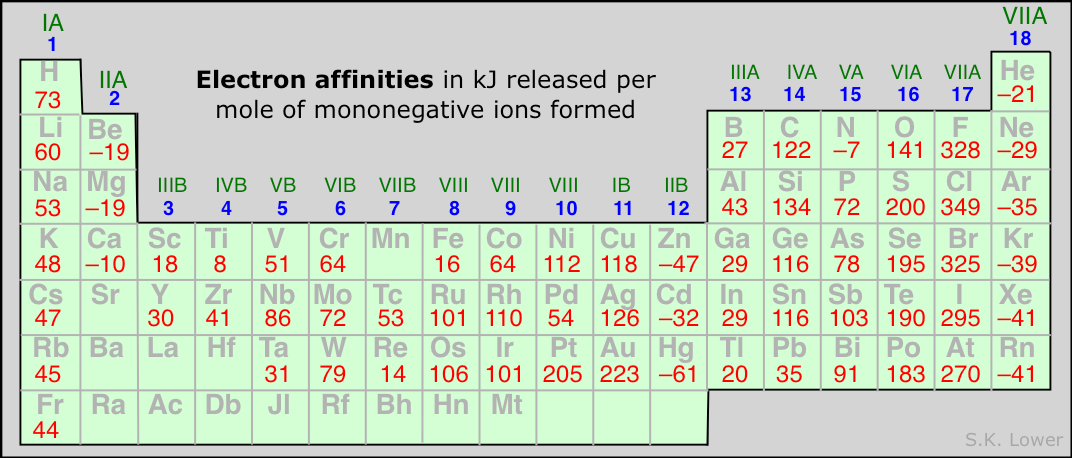 IA
1
VIIA
18
IIA
2
Electron affinities in kJ released per
mole of mononegative ions formed
IIIA IVA VA VIA VIIA
13 14 15 16 17
H He
73 –21
Li Be B C N O F Ne
60 –19 27 122 –7 141 328 –29
Na Mg Al Si P S Cl Ar
53 –19 43 134 72 200 349 –35
IIIB IVB VB VIB VIIB VIII VIII VIII IB IIB
3 4 5 6 7 8 9 10 11 12
K Ca Sc Ti V Cr Mn Fe Co Ni Cu Zn Ga Ge As Se Br Kr
48 –10 18 8 51 64 16 64 112 118 –47 29 116 78 195 325 –39
Cs Sr Y Zr Nb Mo Tc Ru Rh Pd Ag Cd In Sn Sb Te I Xe
47 30 41 86 72 53 101 110 54 126 –32 29 116 103 190 295 –41
Rb Ba La Hf Ta W Re Os Ir Pt Au Hg Tl Pb Bi Po At Rn
45 31 79 14 106 101 205 223 –61 20 35 91 183 270 –41
Fr Ra Ac Db Jl Rf Bh Hn Mt
44
S.K. Lower